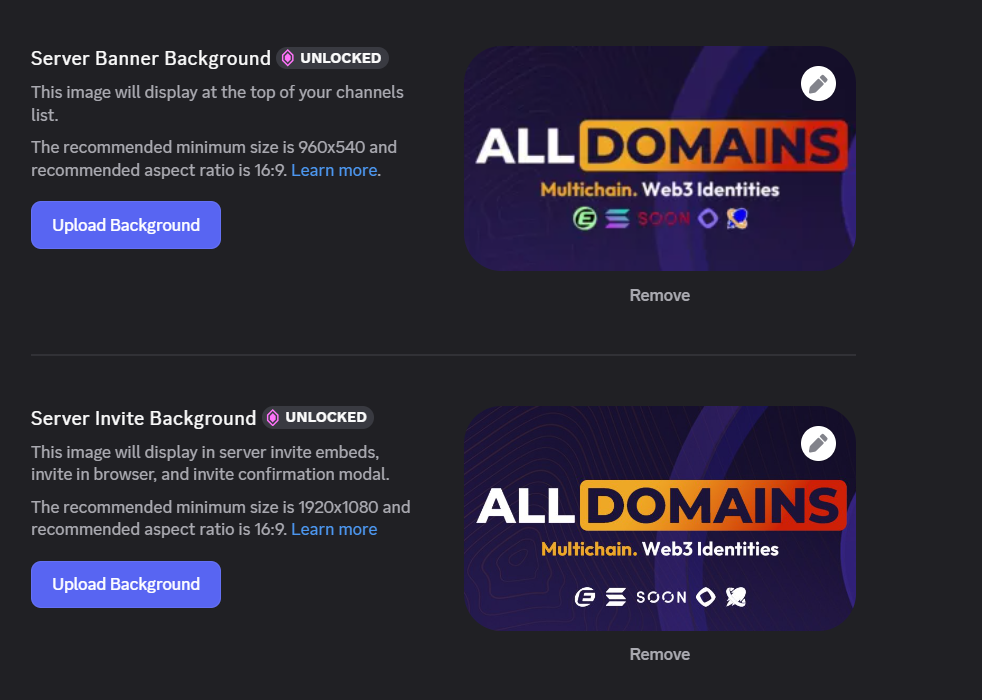 Server Banner Background UNLOCKED
This image will display at the top of your channels
list.
The recommended minimum size is 960x540 and
recommended aspect ratio is 16:9. Learn more.
Upload Background
ALL DOMAINS
Multichain. Web3 Identities
SOON
Remove
Server Invite Background UNLOCKED
This image will display in server invite embeds,
invite in browser, and invite confirmation modal.
The recommended minimum size is 1920x1080 and
recommended aspect ratio is 16:9. Learn more
Upload Background
ALL DOMAINS
Multichain. Web3 Identities
SOON
Remove